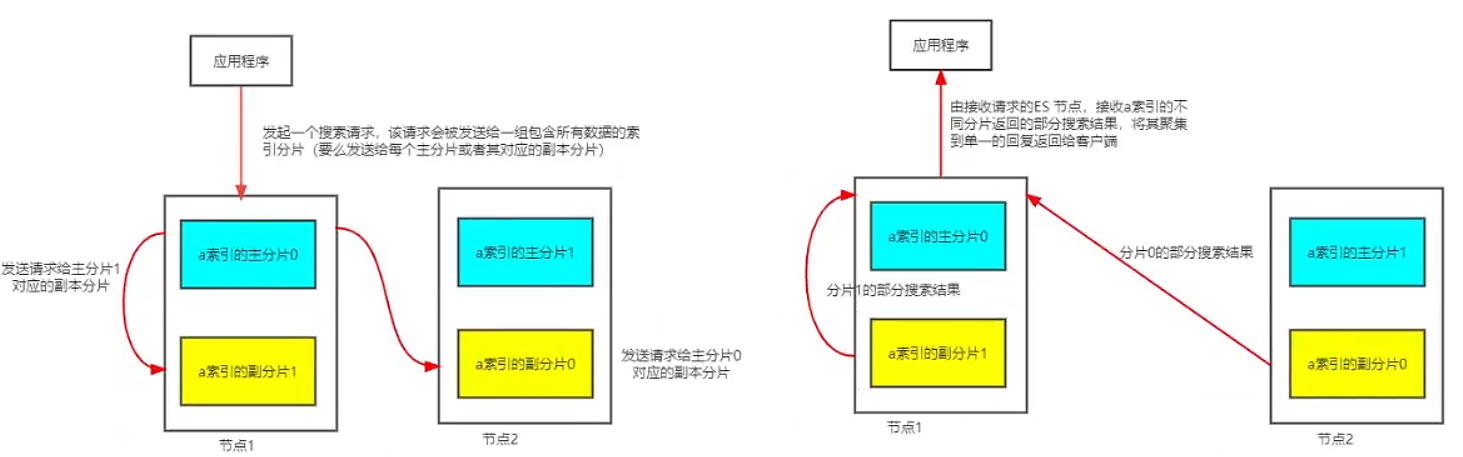 应用程序
发起一个搜索请求，该请求会被发送给一组包含所有数据的索
引分片（要么发送给每个主分片或者其对应的副本分片）
a索引的主分片0
发送请求给主分片1
对应的副本分片
a索引的副分片1
节点1
a索引的主分片1
a索引的副分片0
发送请求给主分片0
对应的副本分片
节点2
应用程序
由接收请求的ES 节点，接收a索引的不
同分片返回的部分搜索结果，将其聚集
到单一的回复返回给客户端
a索引的主分片0
分片1的部分搜索结果
a索引的副分片1
节点1
分片0的部分搜索结果
a索引的主分片1
a索引的副分片0
节点2